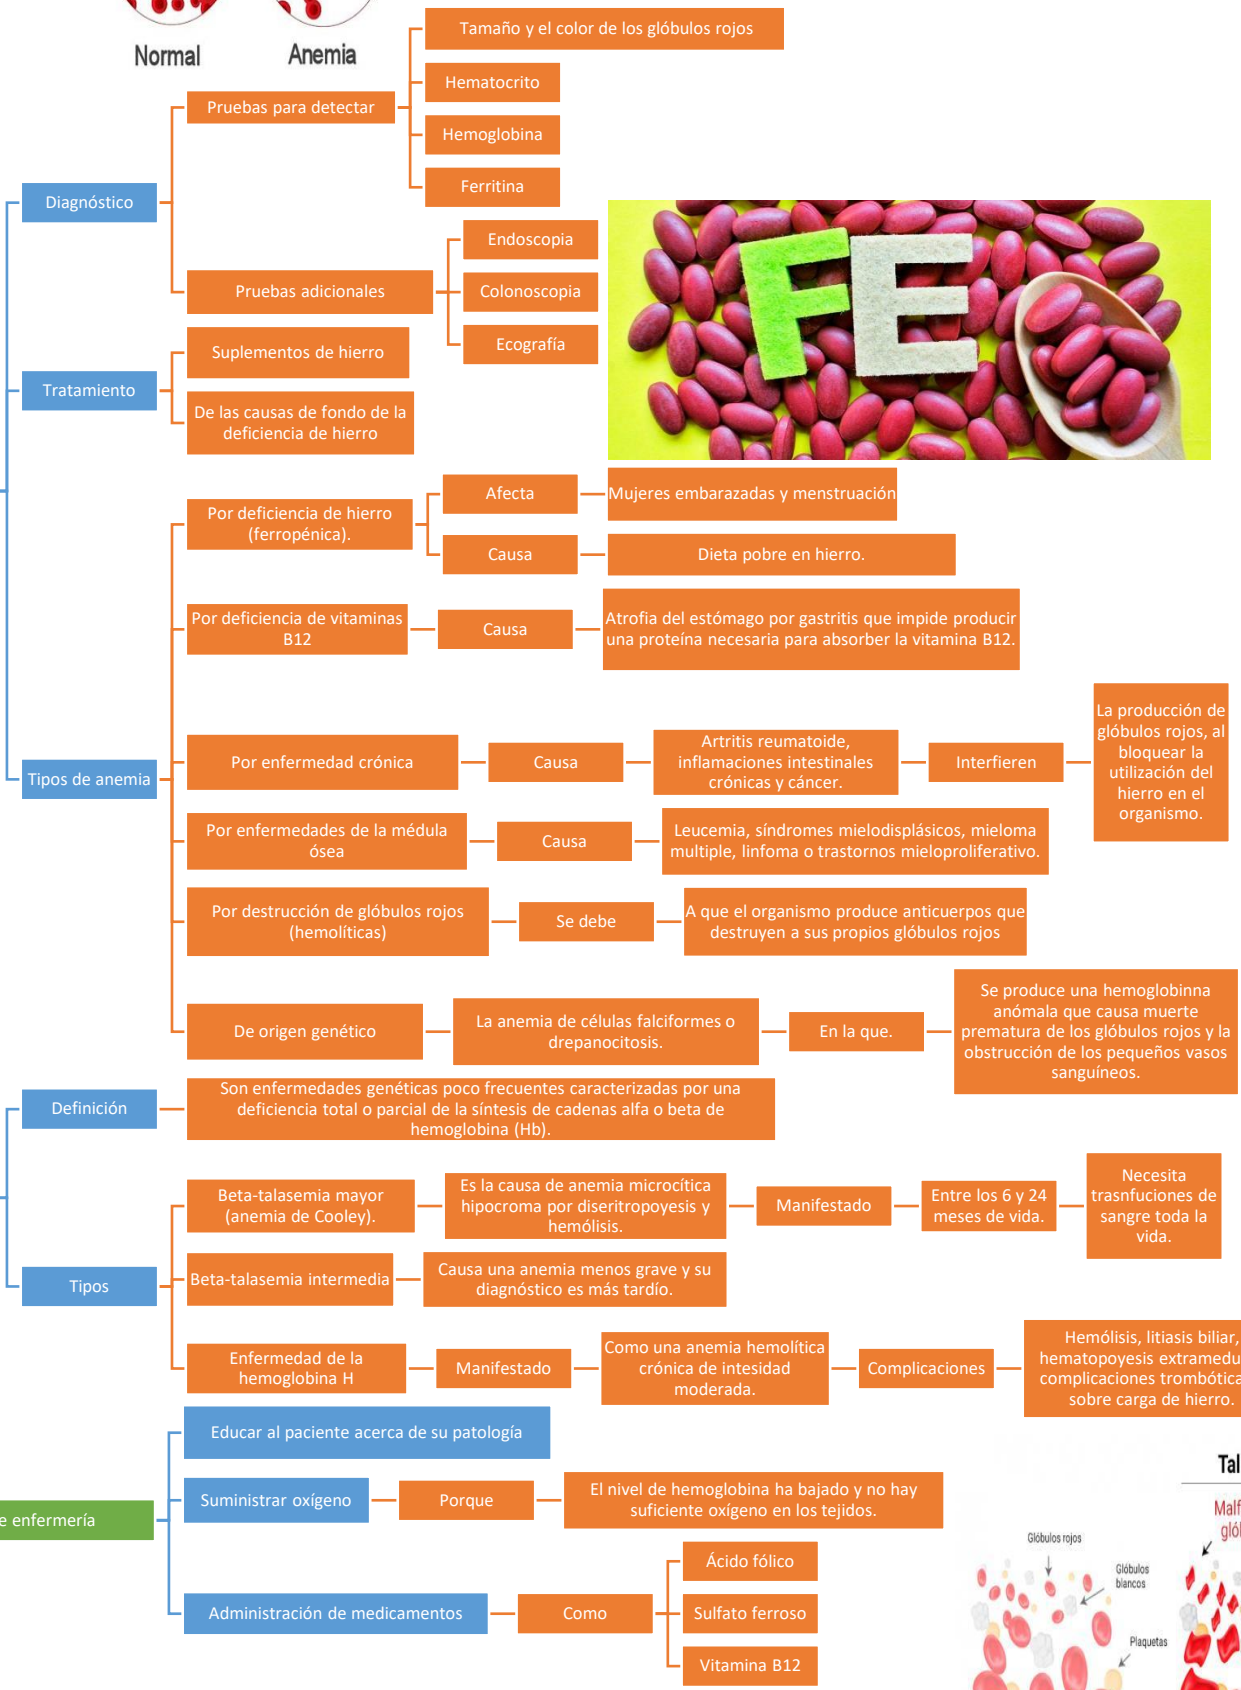 Normal
Anemia
Tamaño y el color de los glóbulos rojos
Hematocrito
Pruebas para detectar
Hemoglobina
Ferritina
Diagnóstico
Endoscopia
Pruebas adicionales
Colonoscopia
Ecografía
FE
Suplementos de hierro
Tratamiento
De las causas de fondo de la
deficiencia de hierro
Por deficiencia de hierro
(ferropénica).
Afecta
Mujeres embarazadas y menstruación
Causa
Dieta pobre en hierro.
Por deficiencia de vitaminas
B12
Causa
Atrofia del estómago por gastritis que impide producir
una proteína necesaria para absorber la vitamina B12.
Tipos de anemia
Por enfermedad crónica
Causa
Artritis reumatoide,
inflamaciones intestinales
crónicas y cáncer.
Interfieren
La producción de
glóbulos rojos, al
bloquear la
utilización del
hierro en el
organismo.
Por enfermedades de la médula
ósea
Causa
Leucemia, síndromes mielodisplásicos, mieloma
multiple, linfoma o trastornos mieloproliferativo.
Por destrucción de glóbulos rojos
(hemolíticas)
Se debe
A que el organismo produce anticuerpos que
destruyen a sus propios glóbulos rojos
De origen genético
La anemia de células falciformes o
drepanocitosis.
En la que.
Se produce una hemoglobinna
anómala que causa muerte
prematura de los glóbulos rojos y la
obstrucción de los pequeños vasos
sanguíneos.
Definición
Son enfermedades genéticas poco frecuentes caracterizadas por una
deficiencia total o parcial de la síntesis de cadenas alfa o beta de
hemoglobina (Hb).
Tipos
Beta-talasemia mayor
(anemia de Cooley).
Es la causa de anemia microcítica
hipocroma por diseritropoyesis y
hemólisis.
Manifestado
Entre los 6 y 24
meses de vida.
Necesita
trasnfuciones de
sangre toda la
vida.
Beta-talasemia intermedia
Causa una anemia menos grave y su
diagnóstico es más tardío.
Enfermedad de la
hemoglobina H
Manifestado
Como una anemia hemolítica
crónica de intesidad
moderada.
Complicaciones
Hemólisis, litiasis biliar,
hematopoyesis extramedu
complicaciones trombótica
sobre carga de hierro.
e enfermería
Educar al paciente acerca de su patología
Suministrar oxígeno
Porque
El nivel de hemoglobina ha bajado y no hay
suficiente oxígeno en los tejidos.
Administración de medicamentos
Como
Ácido fólico
Sulfato ferroso
Vitamina B12
Tal
Malf
gló
Glóbulos rojos
Glóbulos
blancos
Plaquetas